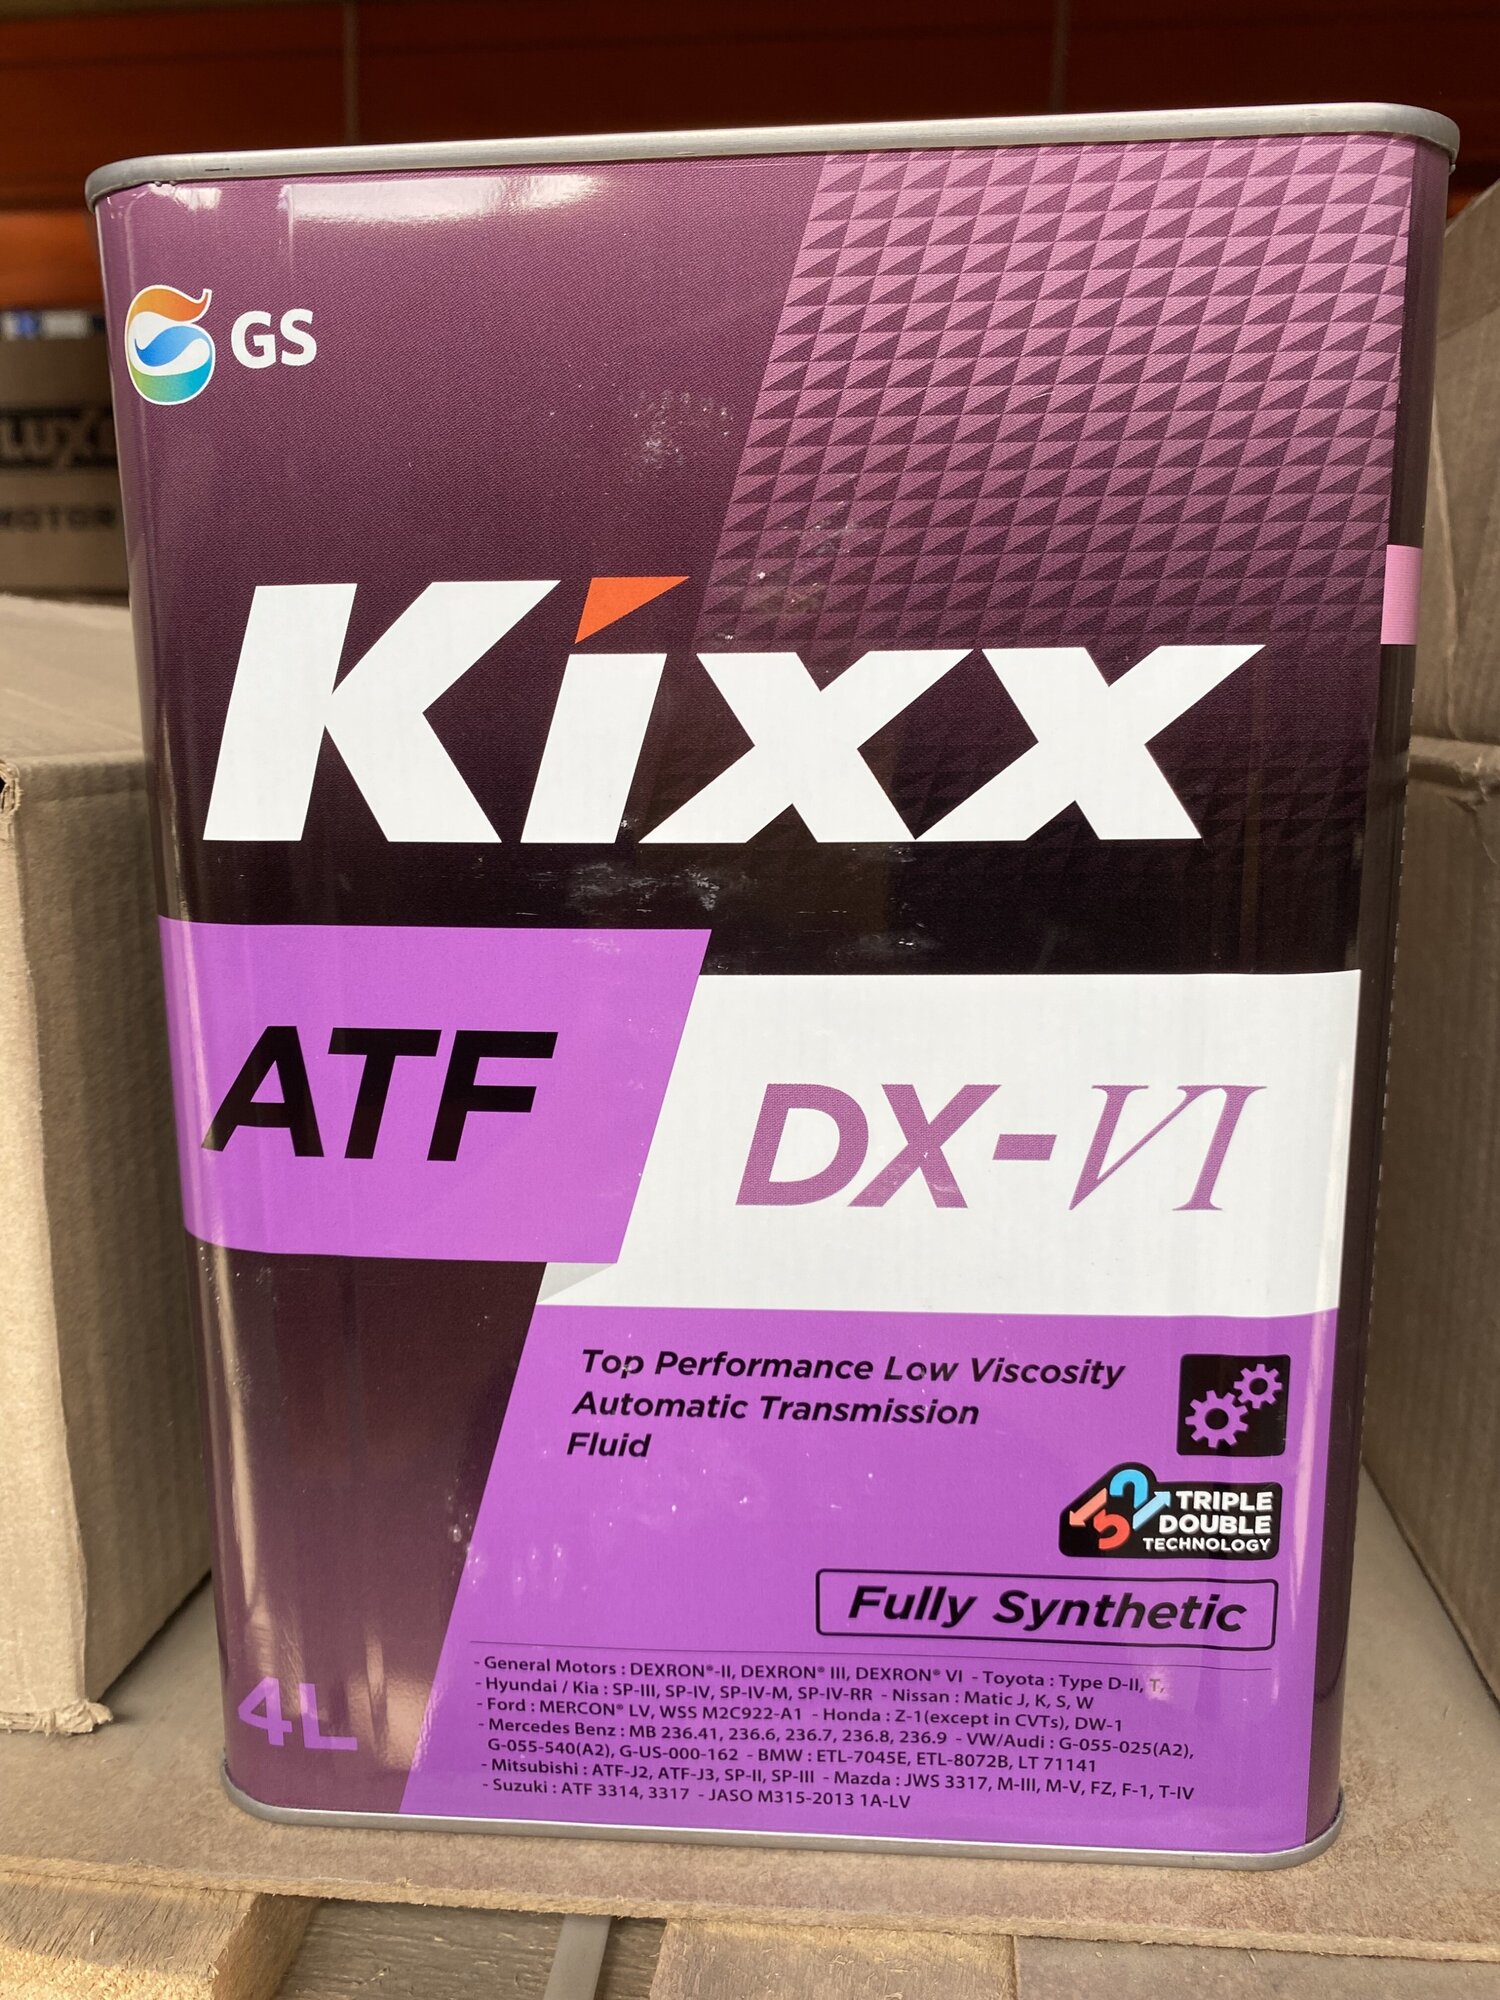 GS
LUX
MOTOR
Kixx
ATF
DX-VI
Top Performance Low Viscosity
Automatic Transmission
Fluid
TRIPLE
DOUBLE
TECHNOLOGY
Fully Synthetic
4L
- General Motors : DEXRON®-II, DEXRON® III, DEXRON® VI - Toyota : Type D-II, T,
- Hyundai / Kia : SP-III, SP-IV, SP-IV-M, SP-IV-RR - Nissan : Matic J, K, S, W
- Ford : MERCON® LV, WSS M2C922-A1 - Honda : Z-1(except in CVTs), DW-1
- Mercedes Benz : MB 236.41, 236.6, 236.7, 236.8, 236.9 - VW/Audi : G-055-025(A2),
G-055-540(A2), G-US-000-162 - BMW : ETL-7045E, ETL-8072B, LT 71141
- Mitsubishi : ATF-J2, ATF-J3, SP-II, SP-III - Mazda : JWS 3317, M-III, M-V, FZ, F-1, T-IV
- Suzuki : ATF 3314, 3317 - JASO M315-2013 1A-LV